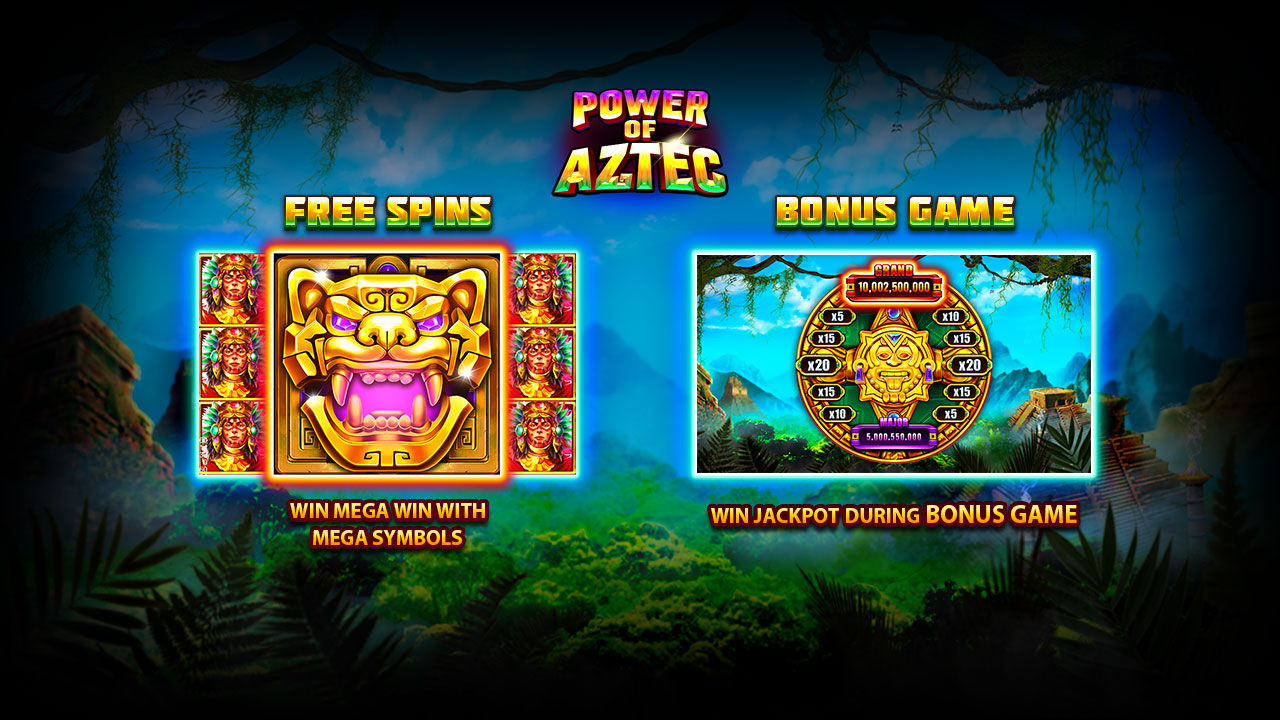 POWER
OF
AZTEC
FREE SPINS
BONUS GAME
GRAND
10,002,500,000
x5
x10
x15
x15
x20
x20
x15
x15
x10
x5
MAJOR
5,000,550,000
WIN MEGA WIN WITH
MEGA SYMBOLS
WIN JACKPOT DURING BONUS GAME